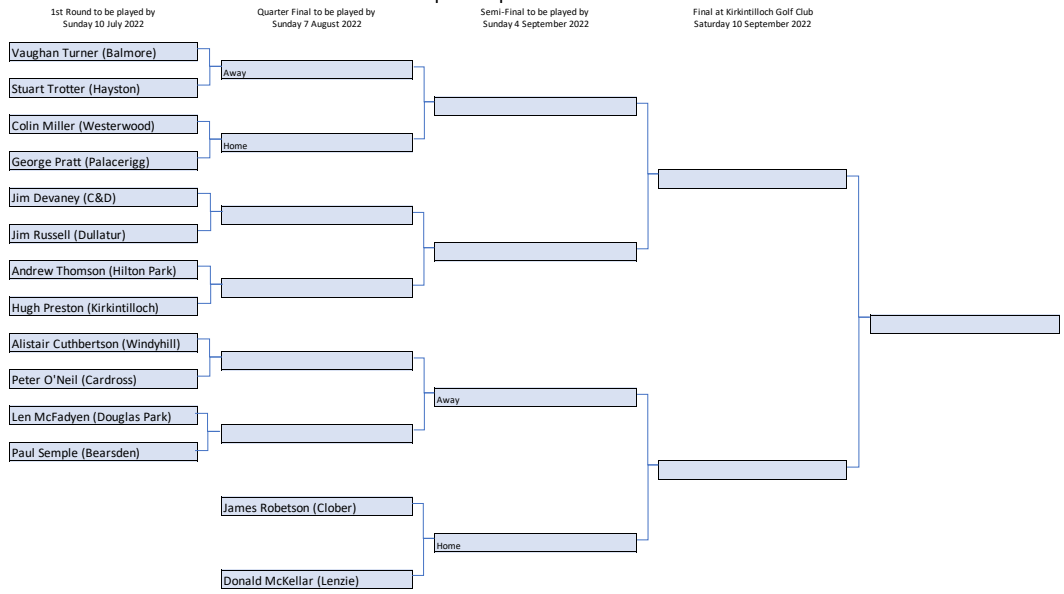 1st Round to be played by
Sunday 10 July 2022
Quarter Final to be played by
Sunday 7 August 2022
Semi-Final to be played by
Sunday 4 September 2022
Final at Kirkintilloch Golf Club
Saturday 10 September 2022
Vaughan Turner (Balmore)
Stuart Trotter (Hayston)
Colin Miller (Westerwood)
George Pratt (Palacerigg)
Jim Devaney (C&D)
Jim Russell (Dullatur)
Andrew Thomson (Hilton Park)
Hugh Preston (Kirkintilloch)
Alistair Cuthbertson (Windyhill)
Peter O'Neil (Cardross)
Len McFadyen (Douglas Park)
Paul Semple (Bearsden)
Away
Home
James Robetson (Clober)
Donald McKellar (Lenzie)
Away
Home